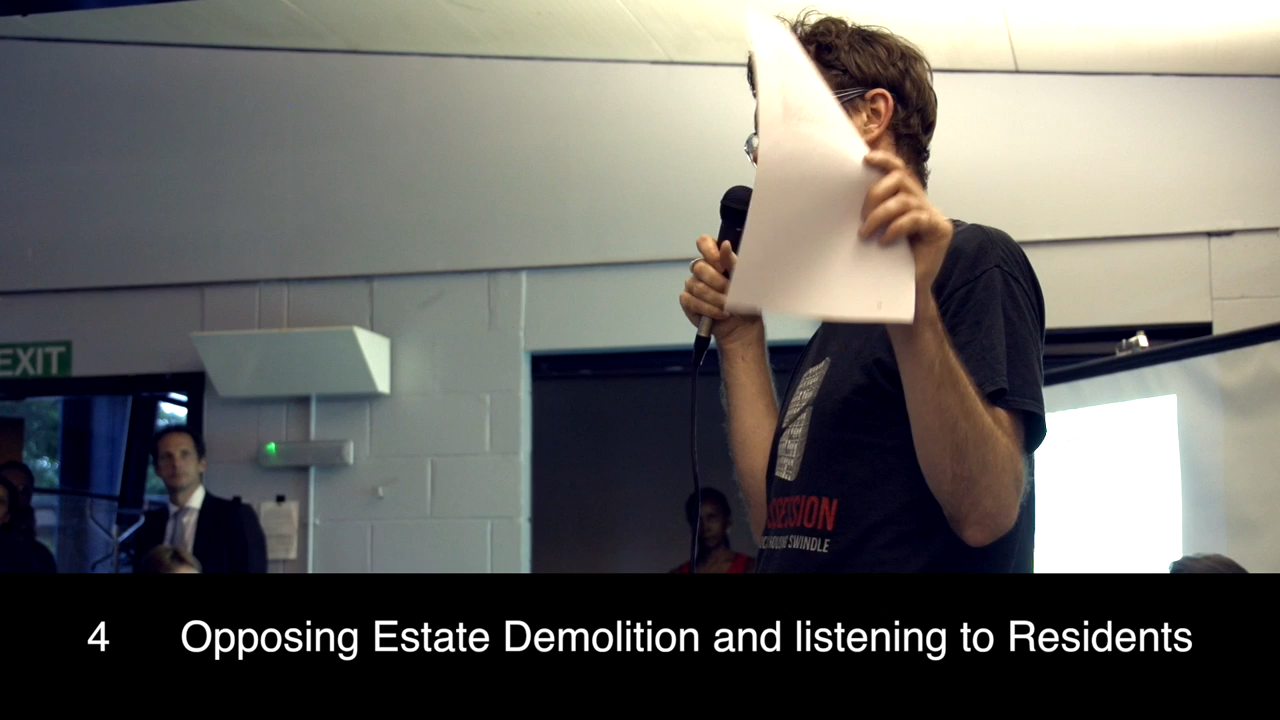 EXIT
SWINDLE
4 Opposing Estate Demolition and listening to Residents